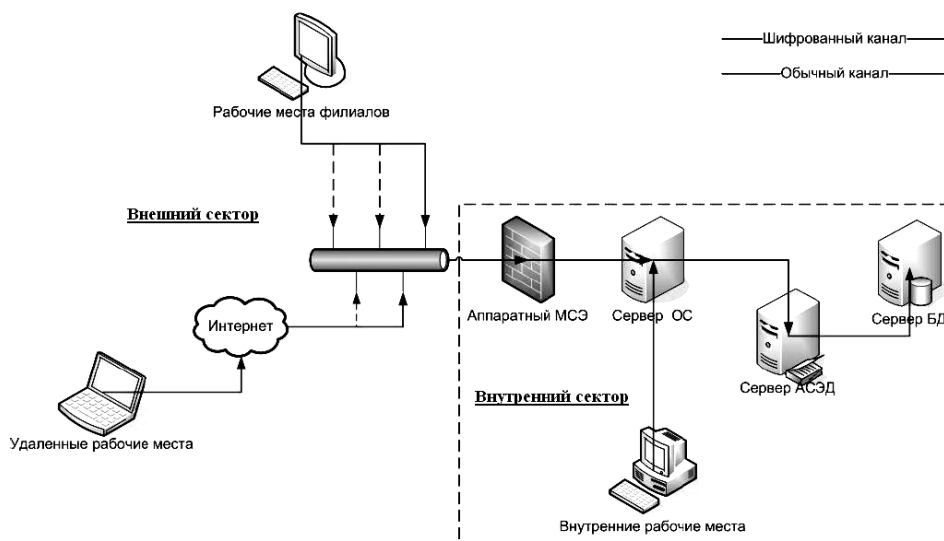 Шифрованный канал
Обычный канал
Рабочие места филиалов
Внешний сектор
Интернет
Аппаратный МСЭ
Сервер ОС
Сервер БД
Сервер АСЭД
Внутренний сектор
Удаленные рабочие места
Внутренние рабочие места